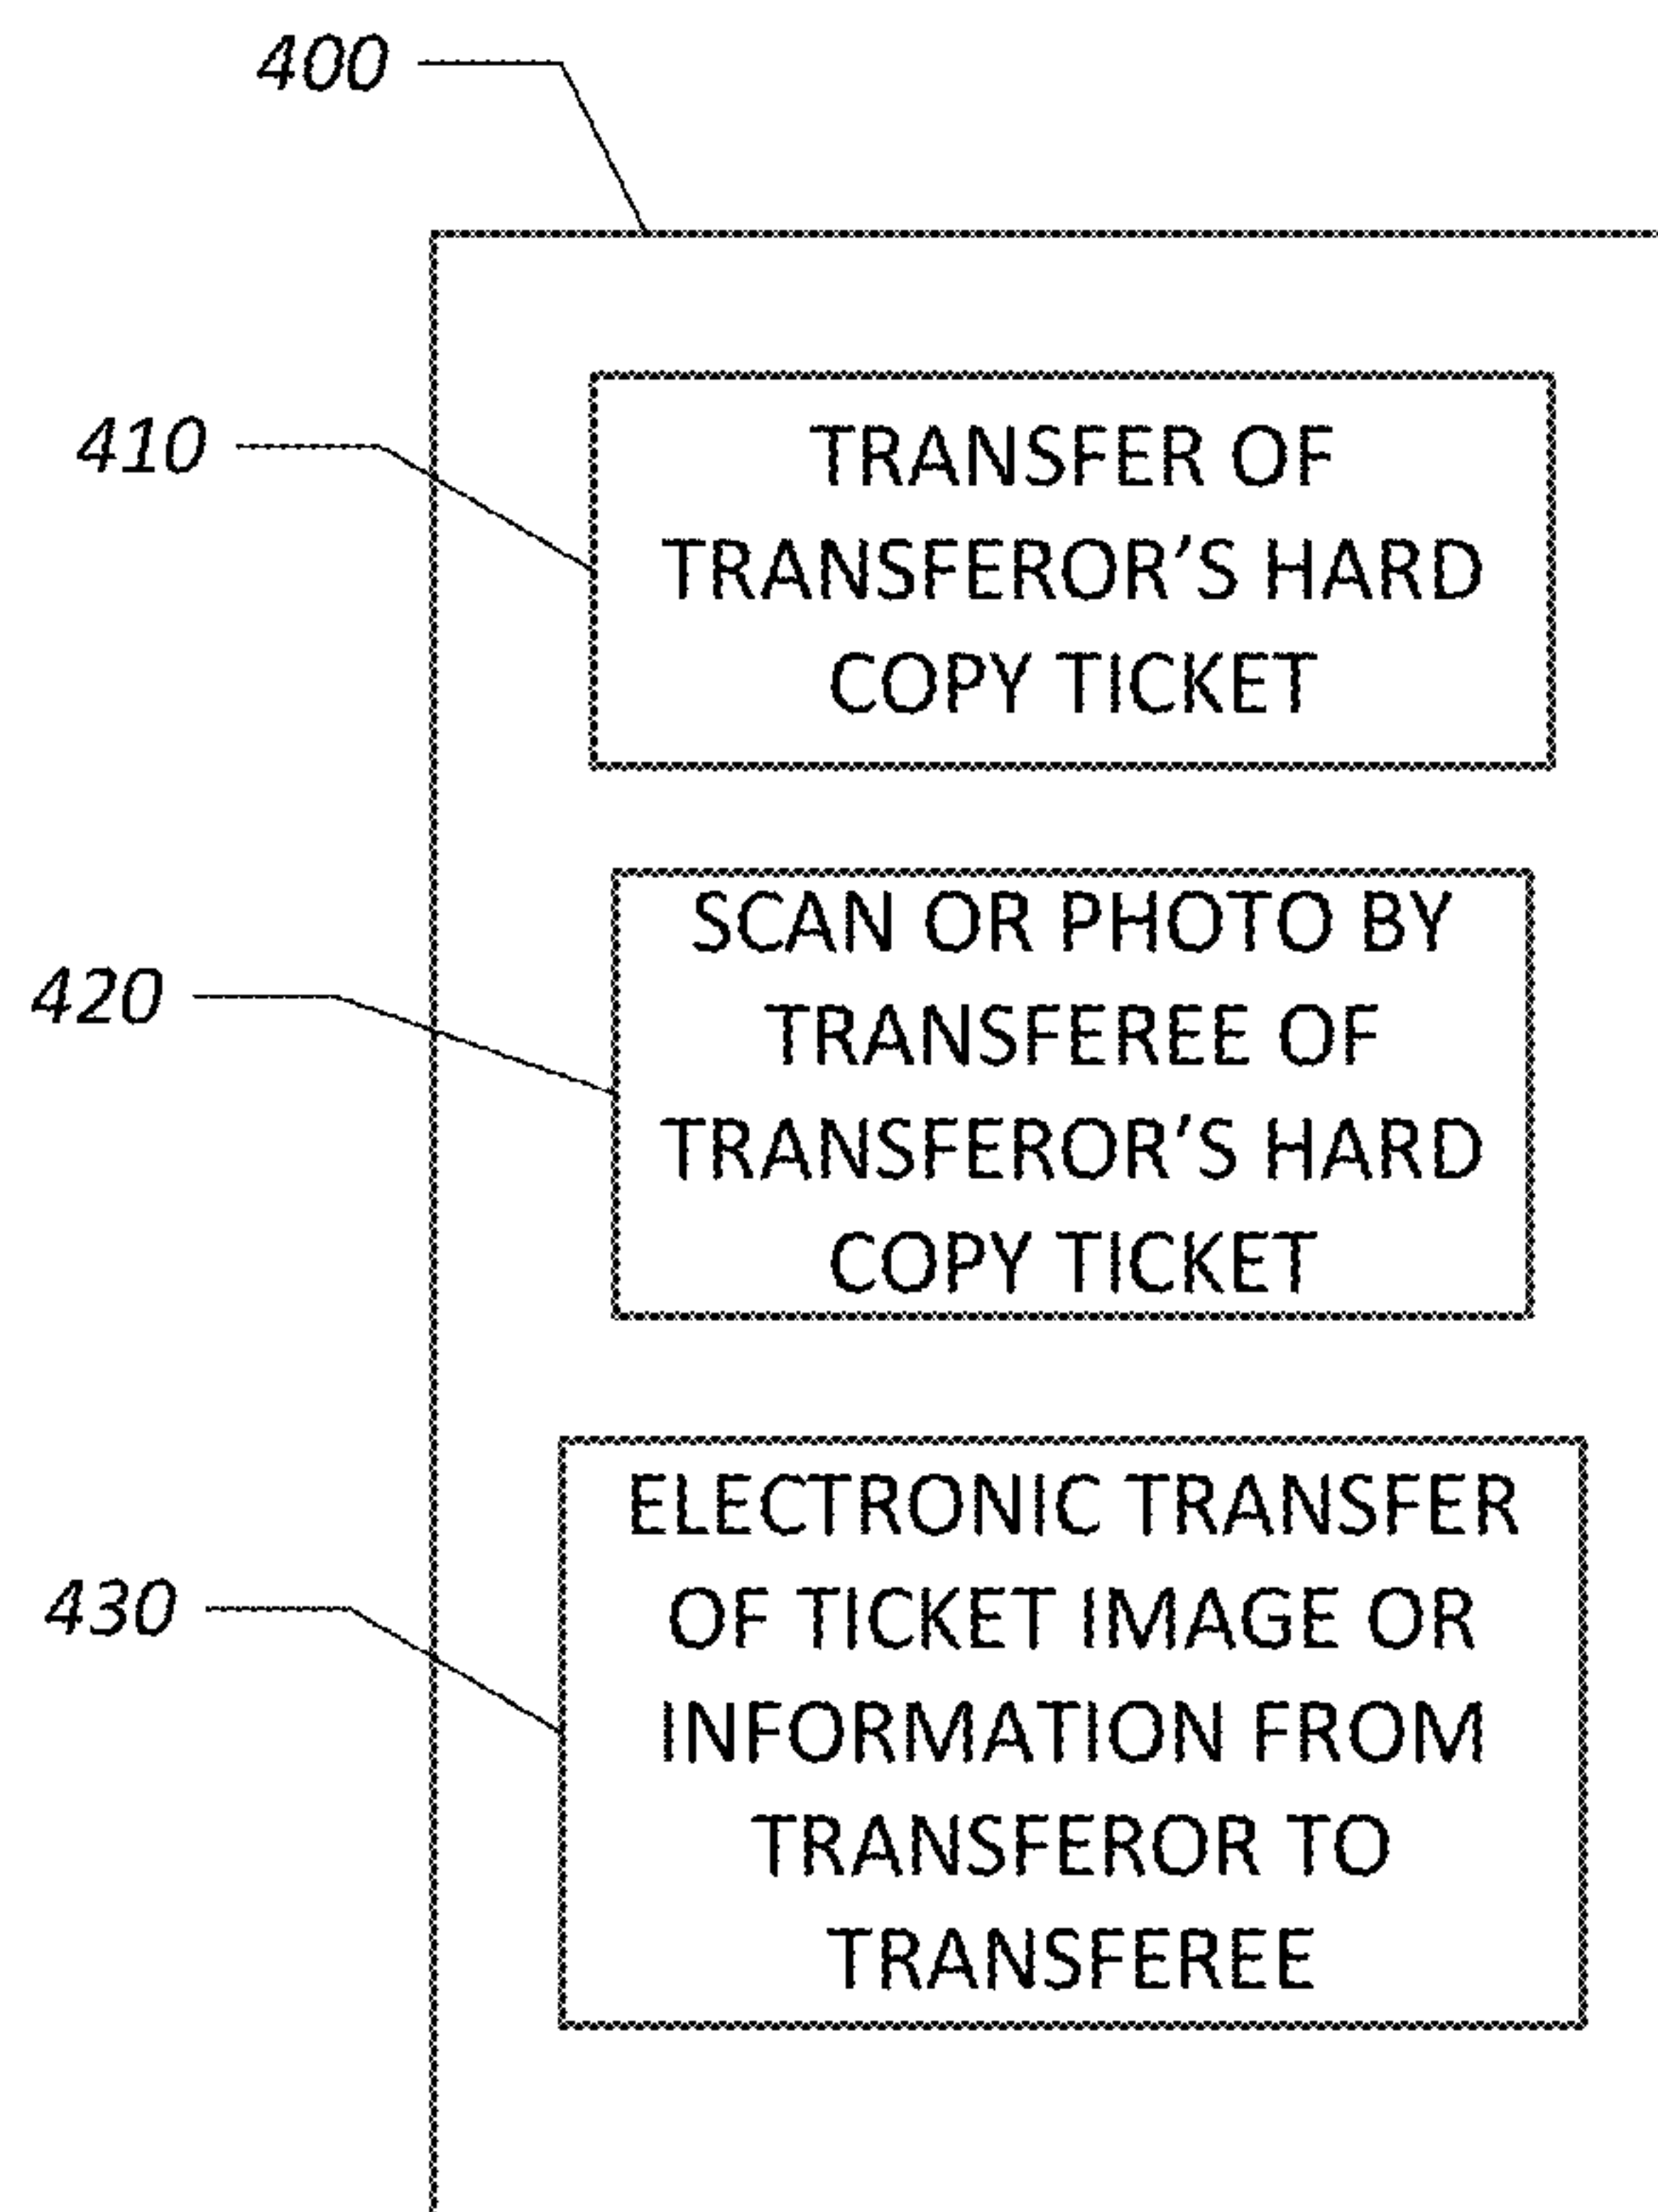 400
410
TRANSFER OF
TRANSFEROR’S HARD
COPY TICKET
420
SCAN OR PHOTO BY
TRANSFEREE OF
TRANSFEROR’S HARD
COPY TICKET
430
ELECTRONIC TRANSFER
OF TICKET IMAGE OR
INFORMATION FROM
TRANSFEROR TO
TRANSFEREE